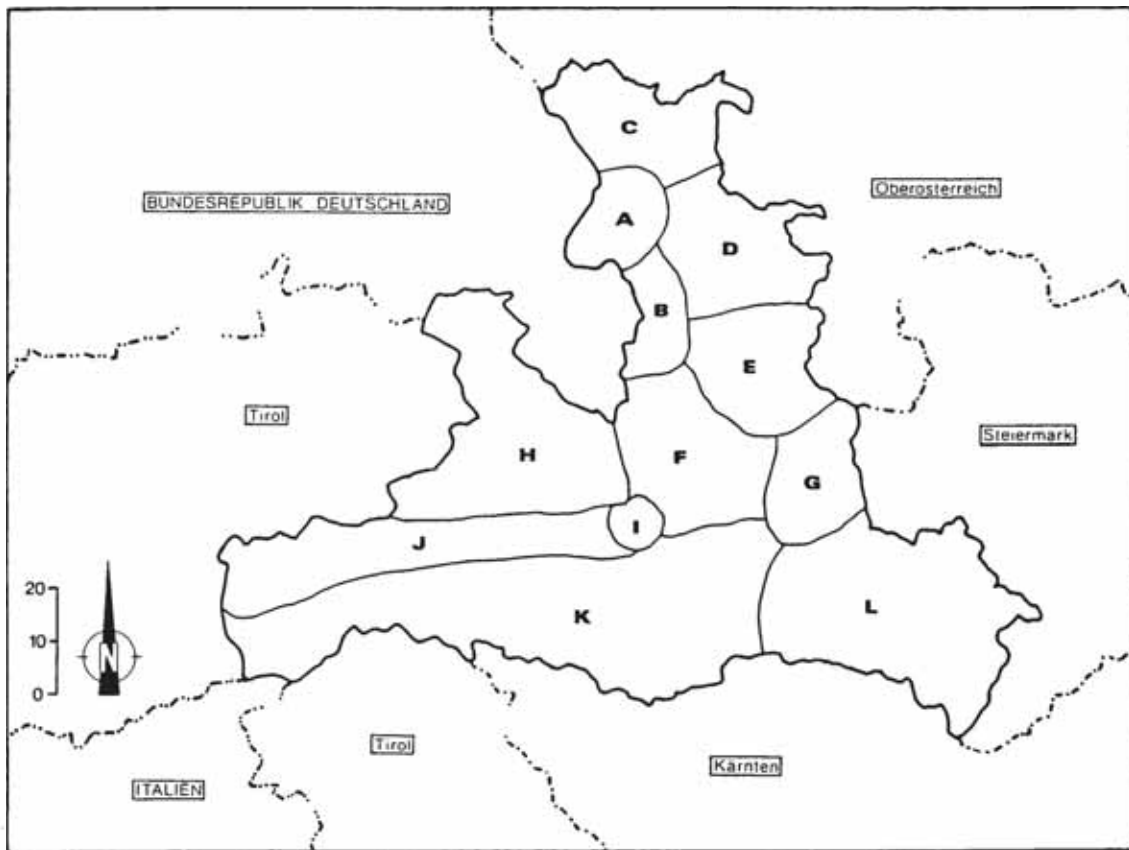 C
BUNDESREPUBLIK DEUTSCHLAND
Oberösterreich
A
D
B
E
Tirol
Steiermark
H
F
G
I
J
20
10
0
N
K
L
Tirol
Kärnten
ITALIEN